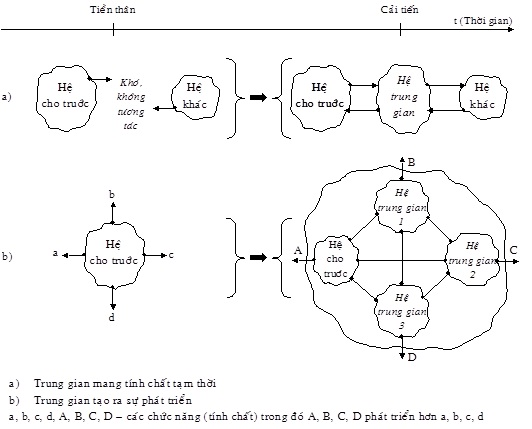 Tiền thân
Cải tiến
t (Thời gian)
a)
Hệ
cho trước
Khó,
không
tương
tác
Hệ
khác
Hệ
cho trước
Hệ
trung
gian
Hệ
khác
b)
b
a
Hệ
cho trước
c
d
B
Hệ
trung gian
1
A
Hệ
cho
trước
Hệ
trung gian
2
C
Hệ
trung gian
3
D
a) Trung gian mang tính chất tạm thời
b) Trung gian tạo ra sự phát triển
a, b, c, d, A, B, C, D – các chức năng (tính chất) trong đó A, B, C, D phát triển hơn a, b, c, d